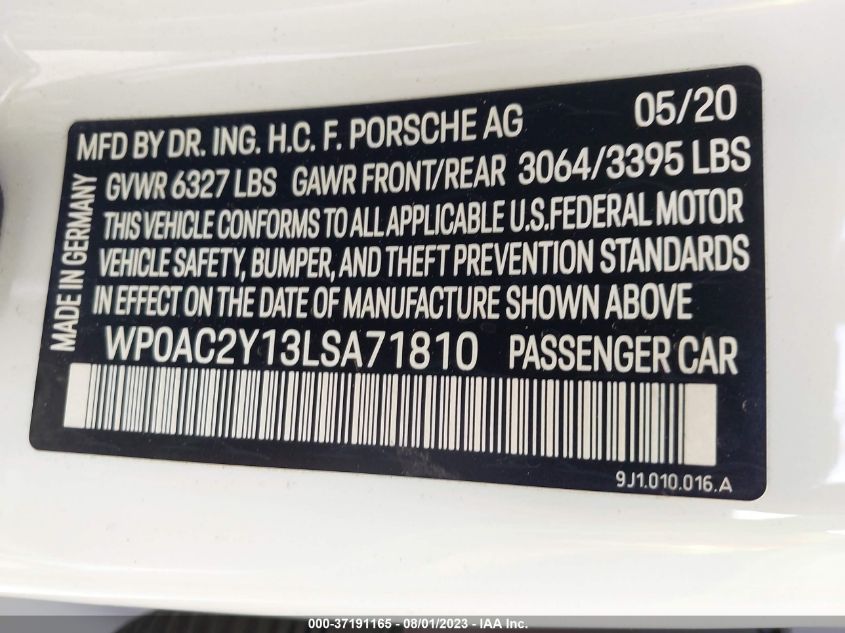 MFD BY DR. ING. H.C. F. PORSCHE AG 05/20
GVWR 6327 LBS GAWR FRONT/REAR 3064/3395 LBS
THIS VEHICLE CONFORMS TO ALL APPLICABLE U.S.FEDERAL MOTOR
VEHICLE SAFETY, BUMPER, AND THEFT PREVENTION STANDARDS
IN EFFECT ON THE DATE OF MANUFACTURE SHOWN ABOVE
MADE IN GERMANY
WP0AC2Y13LSA71810 PASSENGER CAR
9J1.010.016.A
000-37191165 - 08/01/2023 - IAA Inc.